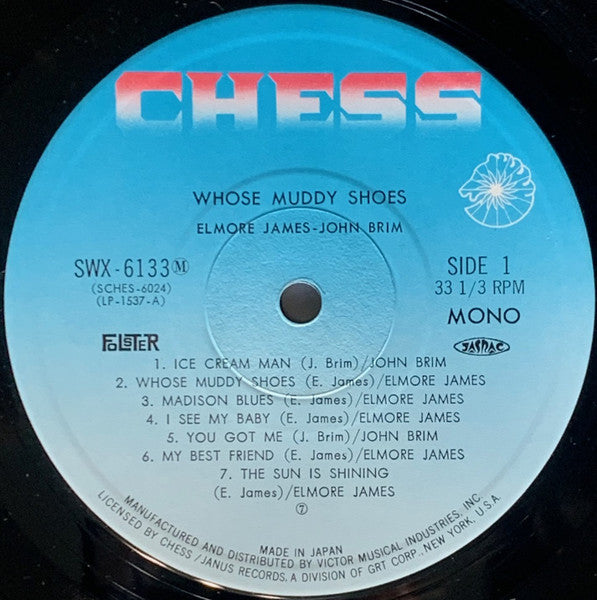 CHESS
WHOSE MUDDY SHOES
ELMORE JAMES-JOHN BRIM
SWX-6133Ⓜ
(SCHES-6024)
(LP-1537-A)
SIDE 1
33 1/3 RPM
MONO
FOLSTER
JASRAC
1. ICE CREAM MAN (J. Brim)/JOHN BRIM
2. WHOSE MUDDY SHOES (E. James)/ELMORE JAMES
3. MADISON BLUES (E. James)/ELMORE JAMES
4. I SEE MY BABY (E. James)/ELMORE JAMES
5. YOU GOT ME (J. Brim)/JOHN BRIM
6. MY BEST FRIEND (E. James)/ELMORE JAMES
7. THE SUN IS SHINING
(E. James)/ELMORE JAMES
⑦
MADE IN JAPAN
MANUFACTURED AND DISTRIBUTED BY VICTOR MUSICAL INDUSTRIES, INC.
LICENSED BY CHESS/JANUS RECORDS, A DIVISION OF GRT CORP., NEW YORK, U.S.A.